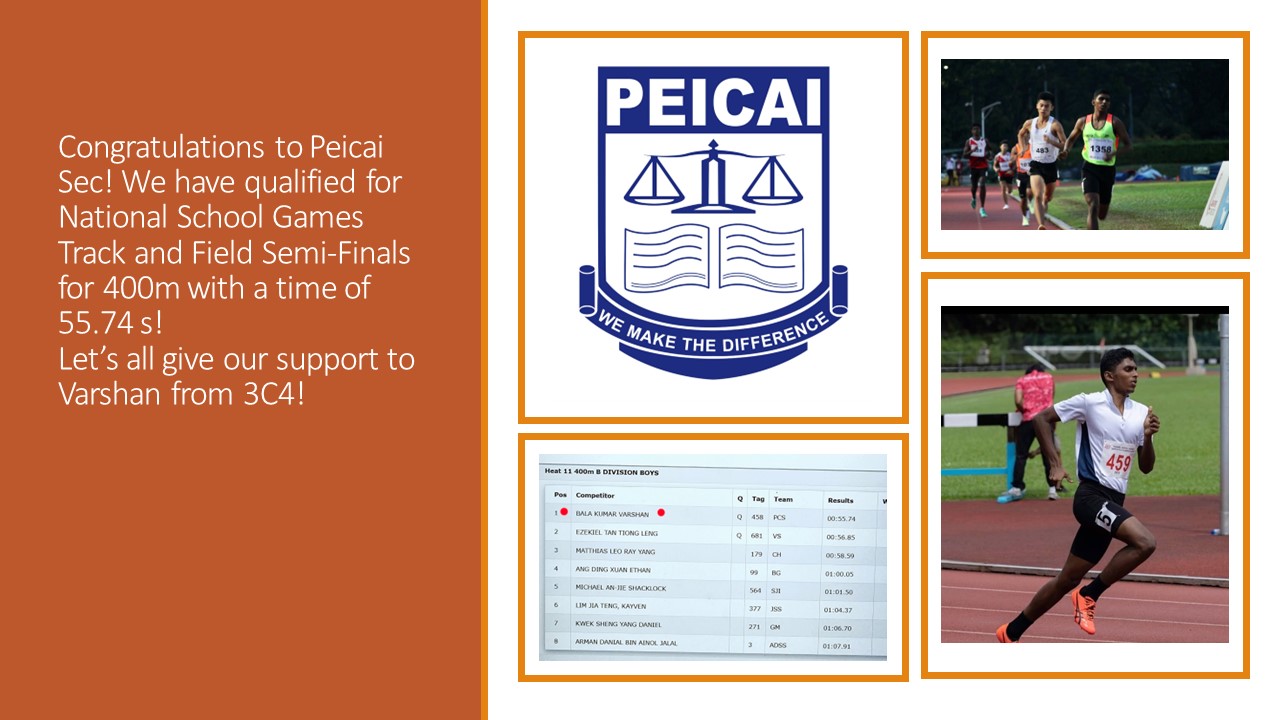 Congratulations to Peicai
Sec! We have qualified for
National School Games
Track and Field Semi-Finals
for 400m with a time of
55.74 s!
Let’s all give our support to
Varshan from 3C4!
PEICAI
WE MAKE THE DIFFERENCE
483
1358
Heat 11 400m B DIVISION BOYS
Pos Competitor Q Tag Team Results
1 BALA KUMAR VARSHAN Q 458 PCS 00:55.74
2 EZEKIEL TAN TIONG LENG Q 681 VS 00:56.85
3 MATTHIAS LEO RAY YANG 179 CH 00:58.59
4 ANG DING XUAN ETHAN 99 BG 01:00.05
5 MICHAEL AN-JIE SHACKLOCK 564 SJI 01:01.50
6 LIM JIA TENG, KAYVEN 377 JSS 01:04.37
7 KWEK SHENG YANG DANIEL 271 GM 01:06.70
8 ARMAN DANIAL BIN AINOL JALAL 3 ADSS 01:07.91
459
5